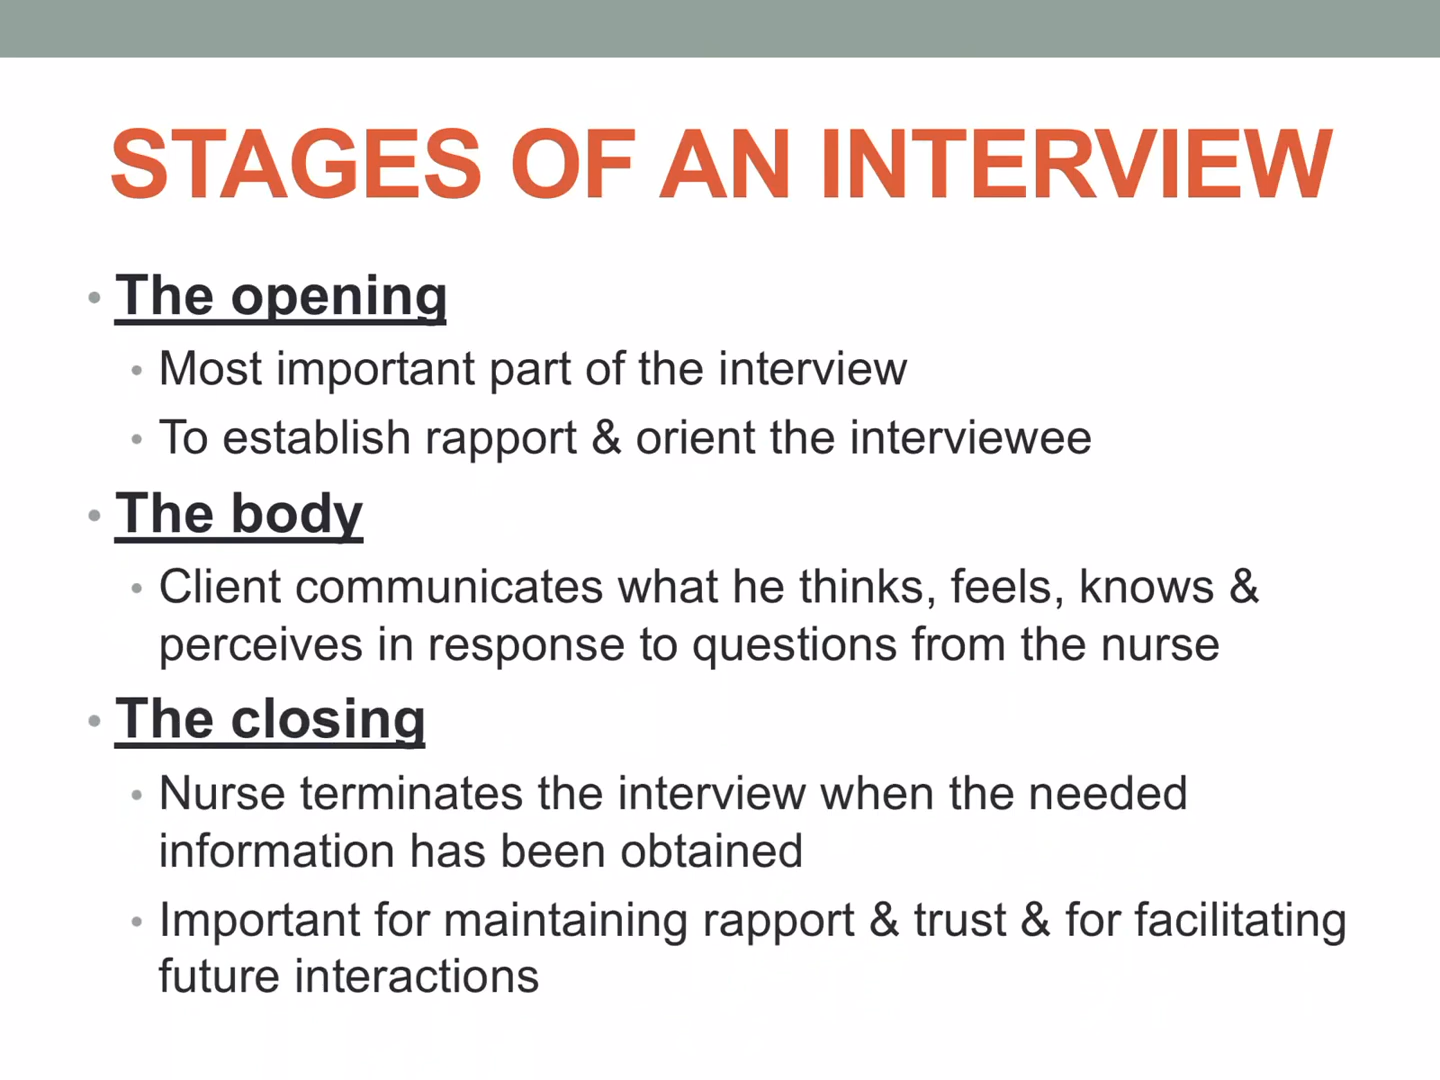 STAGES OF AN INTERVIEW
• The opening
• Most important part of the interview
• To establish rapport & orient the interviewee
• The body
• Client communicates what he thinks, feels, knows &
perceives in response to questions from the nurse
• The closing
• Nurse terminates the interview when the needed
information has been obtained
• Important for maintaining rapport & trust & for facilitating
future interactions